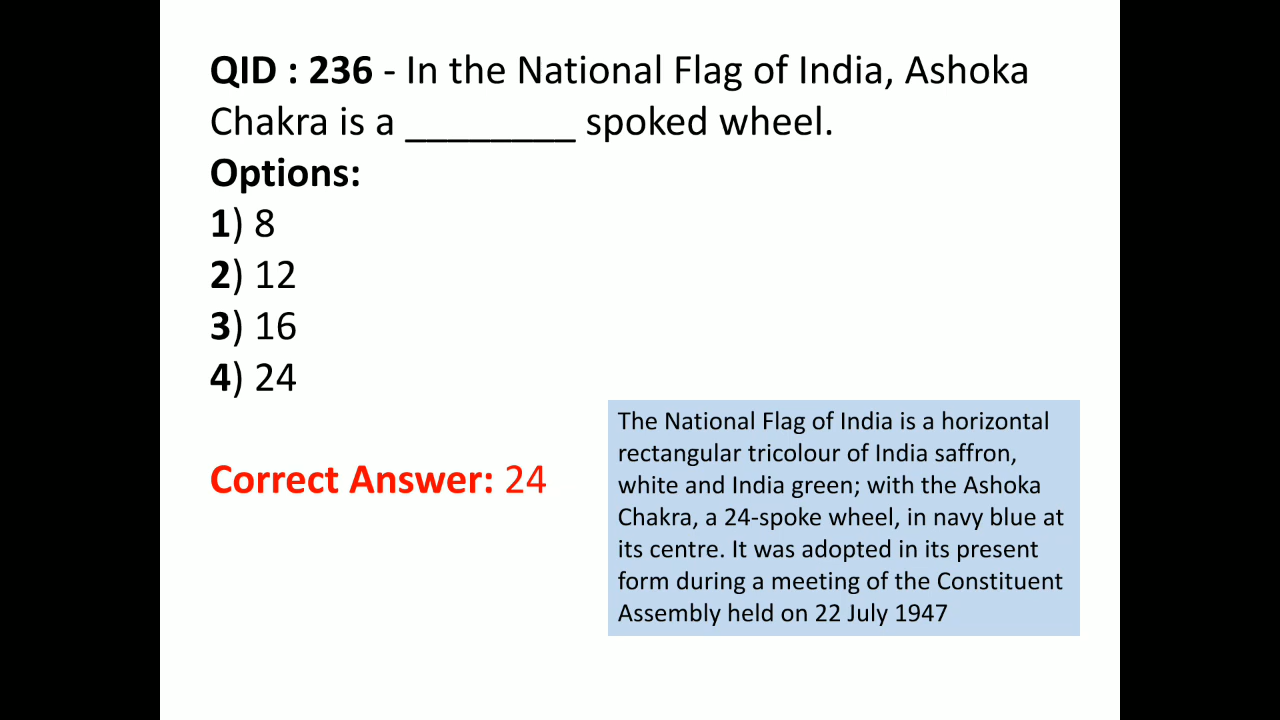 QID : 236 - In the National Flag of India, Ashoka
Chakra is a ________ spoked wheel.
Options:
1) 8
2) 12
3) 16
4) 24
Correct Answer: 24
The National Flag of India is a horizontal
rectangular tricolour of India saffron,
white and India green; with the Ashoka
Chakra, a 24-spoke wheel, in navy blue at
its centre. It was adopted in its present
form during a meeting of the Constituent
Assembly held on 22 July 1947